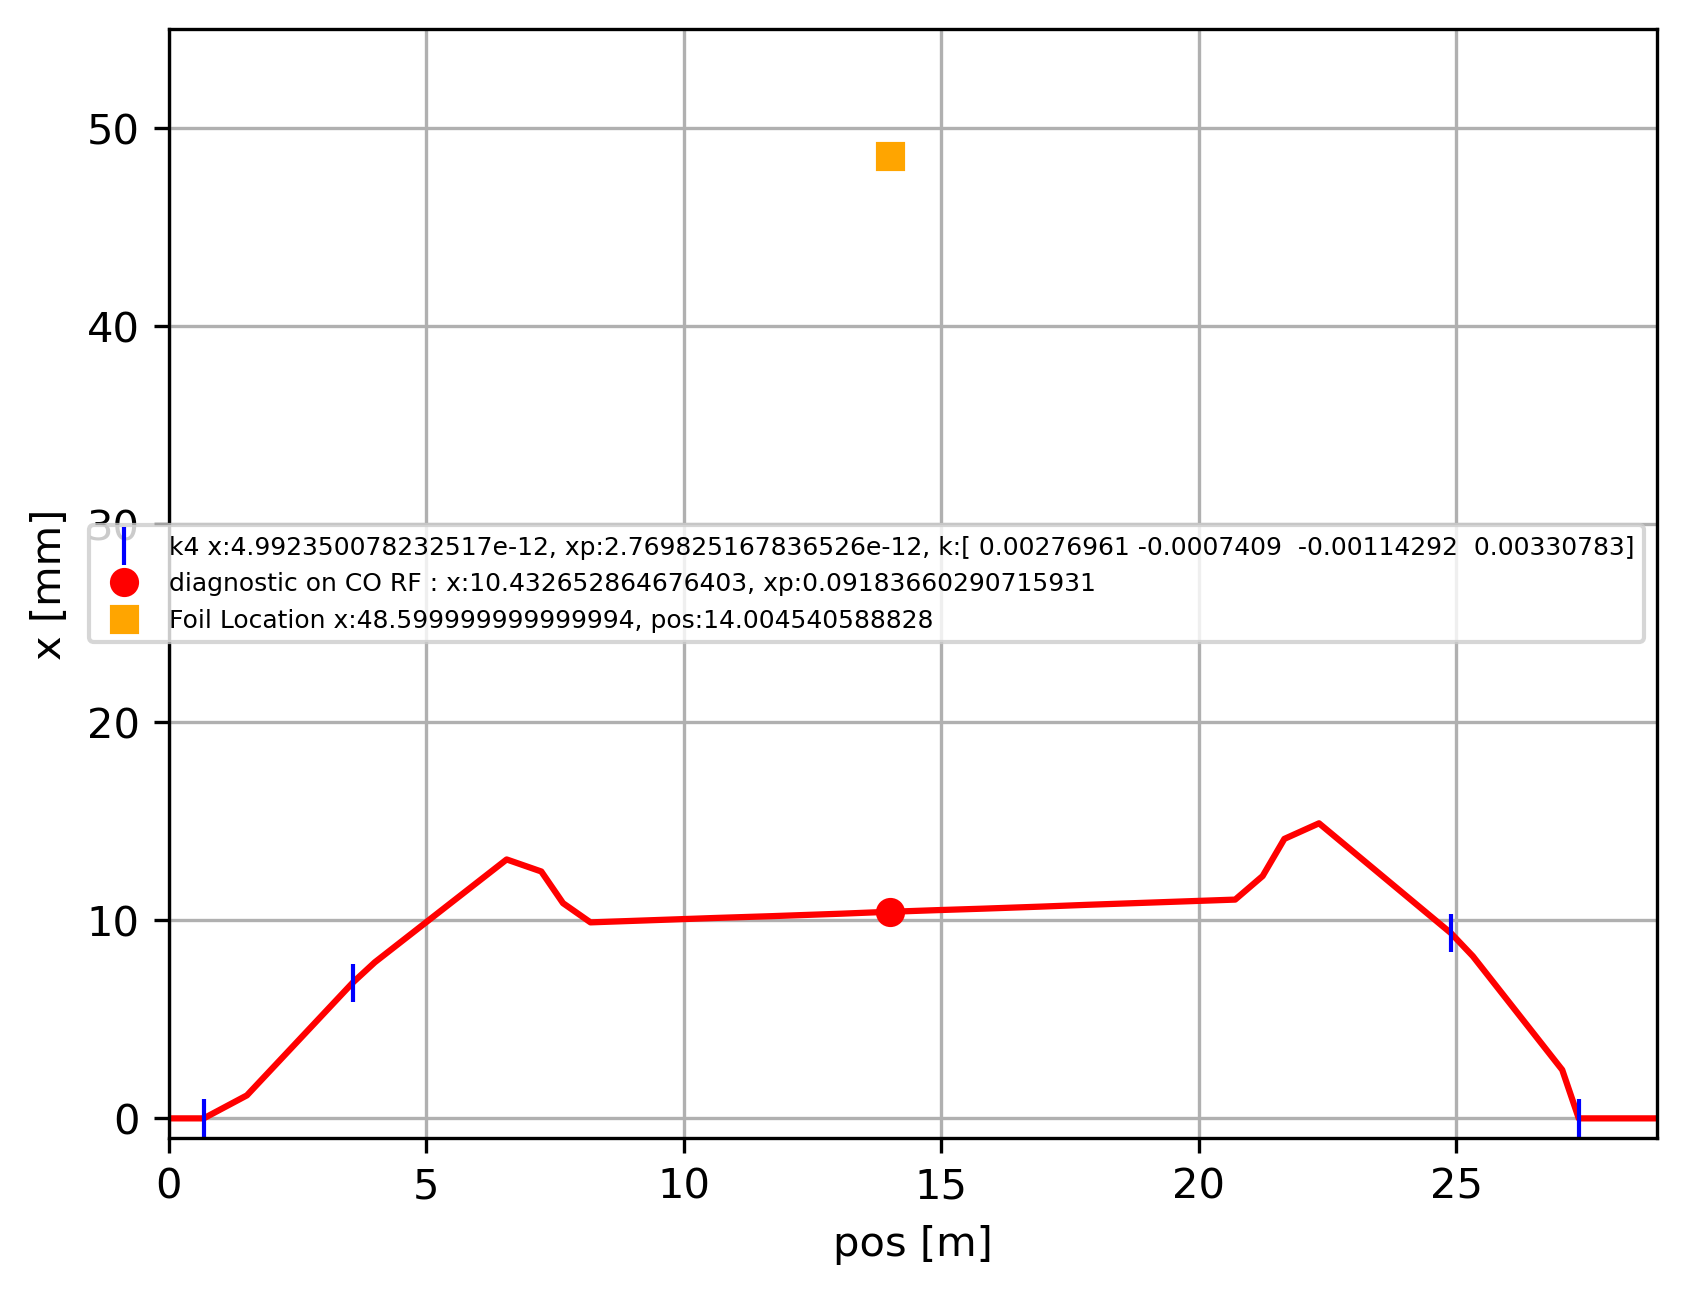 50
40
30
k4 x:4.992350078232517e-12, xp:2.769825167836526e-12, k:[ 0.00276961 -0.0007409  -0.00114292  0.00330783]
diagnostic on CO RF : x:10.432652864676403, xp:0.09183660290715931
Foil Location x:48.599999999999994, pos:14.004540588828
x [mm]
20
10
0
0 5 10 15 20 25
pos [m]